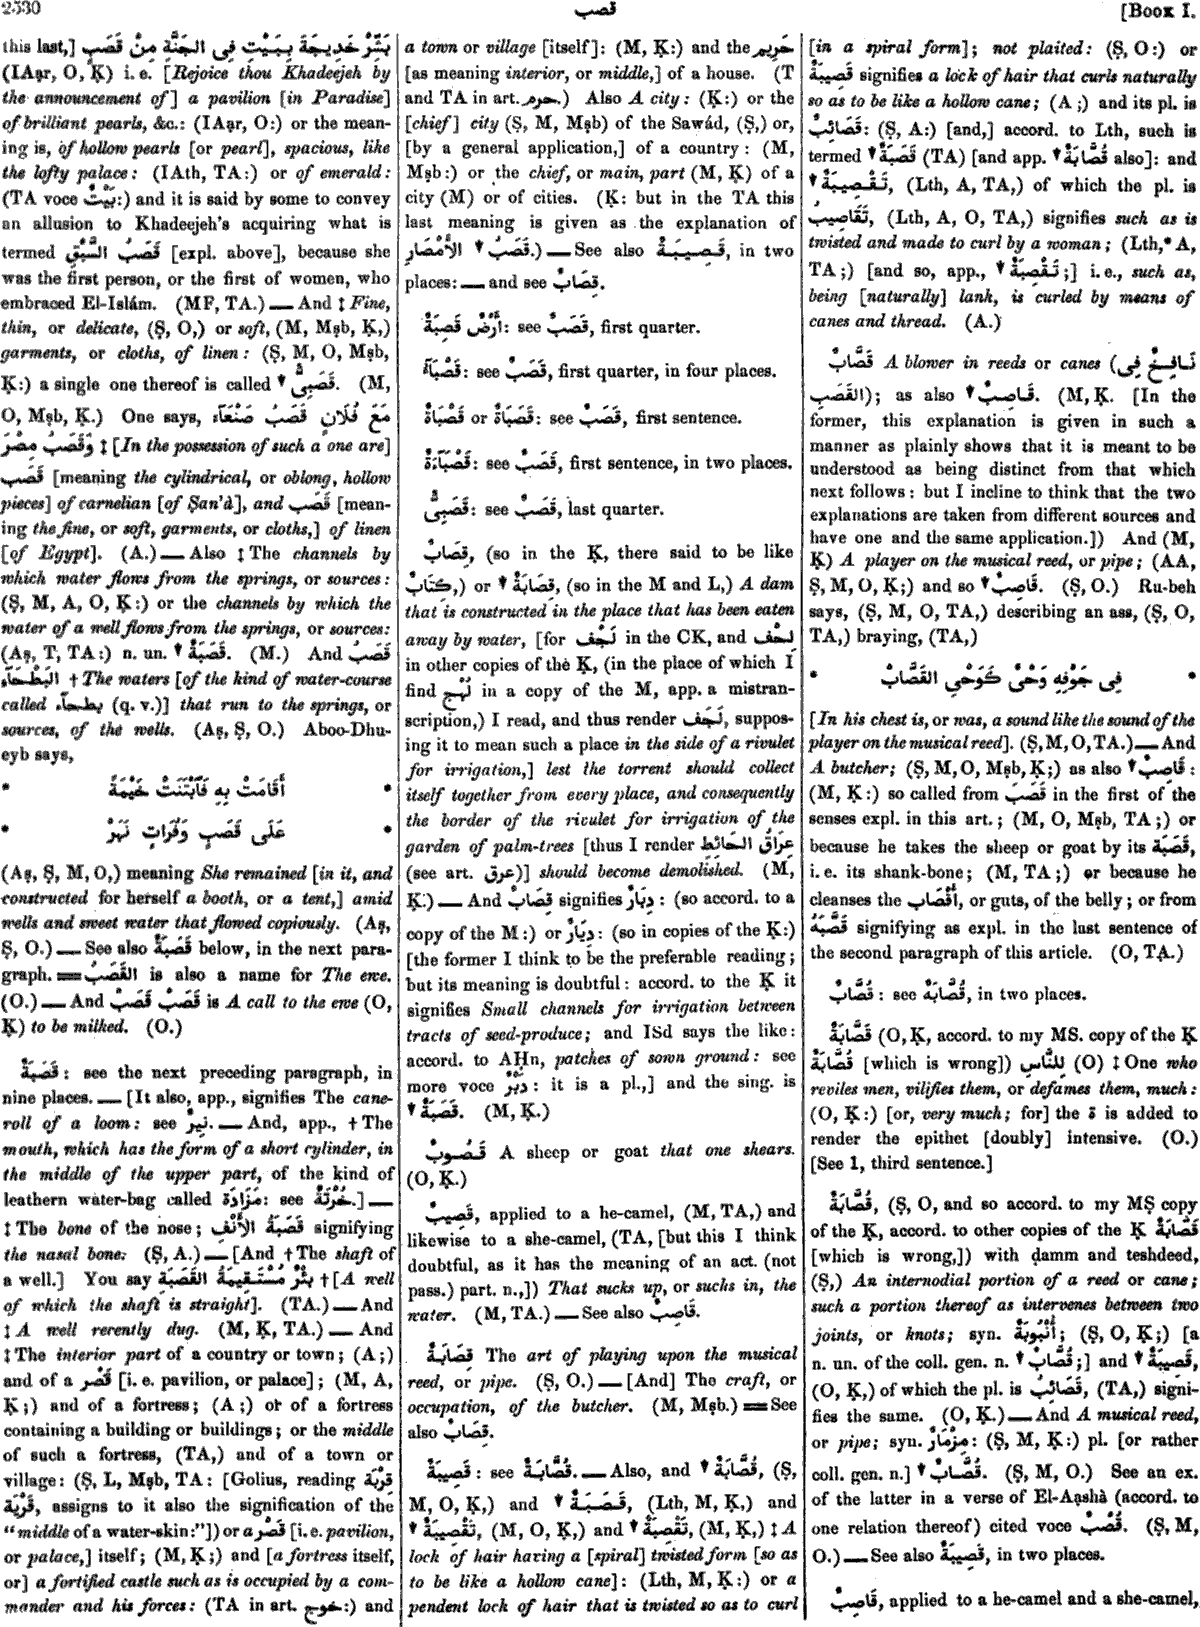 2530
قصب
[Book I.
this last,] بَشِّرْ خَدِيجَةَ بِبَيْتٍ فِى الجَنَّةِ مِنْ قَصَبٍ
(IAạr, O, Ḳ) i. e. [Rejoice thou Khadeejeh by
the announcement of] a pavilion [in Paradise]
of brilliant pearls, &c.: (IAạr, O:) or the mean-
ing is, of hollow pearls [or pearl], spacious, like
the lofty palace: (IAth, TA:) or of emerald:
(TA voce بَيْتٌ:) and it is said by some to convey
an allusion to Khadeejeh's acquiring what is
termed قَصَبُ السَّبْقِ [expl. above], because she
was the first person, or the first of women, who
embraced El-Islám. (MF, TA.) — And ‡ Fine,
thin, or delicate, (Ṣ, O,) or soft, (M, Mṣb, Ḳ,)
garments, or cloths, of linen: (Ṣ, M, O, Mṣb,
Ḳ:) a single one thereof is called ▼ قَصَبِىٌّ. (M,
O, Mṣb, Ḳ.) One says, مَعَ فُلَانٍ قَصَبُ صَنْعَآءَ
وَقَصَبُ مِصْرَ ‡ [In the possession of such a one are]
قَصَب [meaning the cylindrical, or oblong, hollow
pieces] of carnelian [of Ṣan'à], and قَصَب [mean-
ing the fine, or soft, garments, or cloths,] of linen
[of Egypt]. (A.) — Also ‡ The channels by
which water flows from the springs, or sources:
(Ṣ, M, A, O, Ḳ:) or the channels by which the
water of a well flows from the springs, or sources:
(Aṣ, T, TA:) n. un. ▼ قَصَبَةٌ. (M.) And قَصَبُ
البَطْحَآءِ † The waters [of the kind of water-course
called بطحآء (q. v.)] that run to the springs, or
sources, of the wells. (Aṣ, Ṣ, O.) Aboo-Dhu-
eyb says,
* أَقَامَتْ بِهِ فَٱبْتَنَتْ خَيْمَةً *
* عَلَى قَصَبٍ وَفُرَاتٍ نَهَرْ *
(Aṣ, Ṣ, M, O,) meaning She remained [in it, and
constructed for herself a booth, or a tent,] amid
wells and sweet water that flowed copiously. (Aṣ,
Ṣ, O.) — See also قَصَبَةٌ below, in the next para-
graph. = القَصَبُ is also a name for The ewe.
(O.) — And قَصَبْ قَصَبْ is A call to the ewe (O,
Ḳ) to be milked. (O.)
قَصَبَةٌ: see the next preceding paragraph, in
nine places. — [It also, app., signifies The cane-
roll of a loom: see نِيرٌ. — And, app., † The
mouth, which has the form of a short cylinder, in
the middle of the upper part, of the kind of
leathern water-bag called مَزَادَة: see خُرْتَةٌ.] —
‡ The bone of the nose; قَصَبَةُ الأَنْفِ signifying
the nasal bone: (Ṣ, A.) — [And † The shaft of
a well.] You say بِئْرٌ مُسْتَقِيمَةُ القَصَبَةِ † [A well
of which the shaft is straight]. (TA.) — And
‡ A well recently dug. (M, Ḳ, TA.) — And
‡ The interior part of a country or town; (A;)
and of a قَصْر [i. e. pavilion, or palace]; (M, A,
Ḳ;) and of a fortress; (A;) or of a fortress
containing a building or buildings; or the middle
of such a fortress, (TA,) and of a town or
village: (Ṣ, L, Mṣb, TA: [Golius, reading قِرْبَة
قَرْيَة, assigns to it also the signification of the
“middle of a water-skin:”]) or a قَصْر [i. e. pavilion,
or palace,] itself; (M, Ḳ;) and [a fortress itself,
or] a fortified castle such as is occupied by a com-
mander and his forces: (TA in art. خوج:) and
a town or village [itself]: (M, Ḳ:) and the حَرِيم
[as meaning interior, or middle,] of a house. (T
and TA in art. حرم.) Also A city: (Ḳ:) or the
[chief] city (Ṣ, M, Mṣb) of the Sawád, (Ṣ,) or,
[by a general application,] of a country: (M,
Mṣb:) or the chief, or main, part (M, Ḳ) of a
city (M) or of cities. (Ḳ: but in the TA this
last meaning is given as the explanation of
قَصَبُ ▼ الأَمْصَارِ.) — See also قَصِيبَةٌ, in two
places: — and see قِصَابٌ.
أَرْضٌ قَصِبَةٌ: see قَصَبٌ, first quarter.
قَصْبَآءُ: see قَصَبٌ, first quarter, in four places.
قَصْبَاةٌ or قَصَبَاةٌ: see قَصَبٌ, first sentence.
قَصْبَآءَةٌ: see قَصَبٌ, first sentence, in two places.
قَصَبِىٌّ: see قَصَبٌ, last quarter.
قِصَابٌ, (so in the Ḳ, there said to be like
كِتَابٌ,) or ▼ قِصَابَةٌ, (so in the M and L,) A dam
that is constructed in the place that has been eaten
away by water, [for لَجْف in the CK, and لِحْف
in other copies of the Ḳ, (in the place of which I
find نَهْج in a copy of the M, app. a mistran-
scription,) I read, and thus render لَجَف, suppos-
ing it to mean such a place in the side of a rivulet
for irrigation,] lest the torrent should collect
itself together from every place, and consequently
the border of the rivulet for irrigation of the
garden of palm-trees [thus I render عِرَاقُ الحَائِطِ
(see art. عرق)] should become demolished. (M,
Ḳ.) — And قِصَابٌ signifies دِبَارٌ: (so accord. to a
copy of the M:) or دِيَارٌ: (so in copies of the Ḳ:)
[the former I think to be the preferable reading;
but its meaning is doubtful: accord. to the Ḳ it
signifies Small channels for irrigation between
tracts of seed-produce; and ISd says the like:
accord. to AḤn, patches of sown ground: see
more voce دَبْرٌ: it is a pl.,] and the sing. is
▼ قَصَبَةٌ. (M, Ḳ.)
قَصُوبٌ A sheep or goat that one shears.
(O, Ḳ.)
قَصِيبٌ, applied to a he-camel, (M, TA,) and
likewise to a she-camel, (TA, [but this I think
doubtful, as it has the meaning of an act. (not
pass.) part. n.,]) That sucks up, or sucks in, the
water. (M, TA.) — See also قَاصِبٌ.
قِصَابَةٌ The art of playing upon the musical
reed, or pipe. (Ṣ, O.) — [And] The craft, or
occupation, of the butcher. (M, Mṣb.) = See
also قِصَابٌ.
قَصِيبَةٌ: see قُصَّابَةٌ. — Also, and ▼ قُصَّابَةٌ, (Ṣ,
M, O, Ḳ,) and ▼ قَصَبَةٌ, (Lth, M, Ḳ,) and
▼ تَقْصِيبَةٌ, (M, O, Ḳ,) and ▼ تَقْصِبَةٌ, (M, Ḳ,) ‡ A
lock of hair having a [spiral] twisted form [so as
to be like a hollow cane]: (Lth, M, Ḳ:) or a
pendent lock of hair that is twisted so as to curl
[in a spiral form]; not plaited: (Ṣ, O:) or
قَصِيبَةٌ signifies a lock of hair that curls naturally
so as to be like a hollow cane; (A;) and its pl. is
قَصَائِبُ: (Ṣ, A:) [and,] accord. to Lth, such is
termed ▼ قَصَبَةٌ (TA) [and app. ▼ قُصَّابَةٌ also]: and
▼ تَقْصِيبَةٌ, (Lth, A, TA,) of which the pl. is
تَقَاصِيبُ, (Lth, A, O, TA,) signifies such as is
twisted and made to curl by a woman; (Lth,* A,
TA;) [and so, app., ▼ تَقْصِبَةٌ;] i. e., such as,
being [naturally] lank, is curled by means of
canes and thread. (A.)
قَصَّابٌ A blower in reeds or canes (نَافِخٌ فِى
القَصَبِ); as also ▼ قَاصِبٌ. (M, Ḳ. [In the
former, this explanation is given in such a
manner as plainly shows that it is meant to be
understood as being distinct from that which
next follows: but I incline to think that the two
explanations are taken from different sources and
have one and the same application.]) And (M,
Ḳ) A player on the musical reed, or pipe; (AA,
Ṣ, M, O, Ḳ;) and so ▼ قَاصِبٌ. (Ṣ, O.) Ru-beh
says, (Ṣ, M, O, TA,) describing an ass, (Ṣ, O,
TA,) braying, (TA,)
* فِى جَوْفِهِ وَحْىٌ كَوَحْىِ القَصَّابْ *
[In his chest is, or was, a sound like the sound of the
player on the musical reed]. (Ṣ, M, O, TA.) — And
A butcher; (Ṣ, M, O, Mṣb, Ḳ;) as also ▼ قَاصِبٌ:
(M, Ḳ:) so called from قَصَبَ in the first of the
senses expl. in this art.; (M, O, Mṣb, TA;) or
because he takes the sheep or goat by its قَصَبَة,
i. e. its shank-bone; (M, TA;) or because he
cleanses the أَقْصَاب, or guts, of the belly; or from
قَصَّبَهُ signifying as expl. in the last sentence of
the second paragraph of this article. (O, TA.)
قُصَّابٌ: see قُصَّابَةٌ, in two places.
قَصَّابَةٌ (O, Ḳ, accord. to my MS. copy of the Ḳ
قُصَّابَةٌ [which is wrong]) لِلنَّاسِ (O) ‡ One who
reviles men, vilifies them, or defames them, much:
(O, Ḳ:) [or, very much; for] the ة is added to
render the epithet [doubly] intensive. (O.)
[See 1, third sentence.]
قُصَّابَةٌ, (Ṣ, O, and so accord. to my MṢ copy
of the Ḳ, accord. to other copies of the Ḳ قَصَّابَةٌ
[which is wrong,]) with ḍamm and teshdeed,
(Ṣ,) An internodial portion of a reed or cane;
such a portion thereof as intervenes between two
joints, or knots; syn. أُنْبُوبَةٌ; (Ṣ, O, Ḳ;) [a
n. un. of the coll. gen. n. ▼ قُصَّابٌ;] and ▼ قَصِيبَةٌ,
(O, Ḳ,) of which the pl. is قَصَائِبُ, (TA,) signi-
fies the same. (O, Ḳ.) — And A musical reed,
or pipe; syn. مِزْمَارٌ: (Ṣ, M, Ḳ:) pl. [or rather
coll. gen. n.] ▼ قُصَّابٌ. (Ṣ, M, O.) See an ex.
of the latter in a verse of El-Aạshà (accord. to
one relation thereof) cited voce قُصْبٌ. (Ṣ, M,
O.) — See also قَصِيبَةٌ, in two places.
قَاصِبٌ, applied to a he-camel and a she-camel,